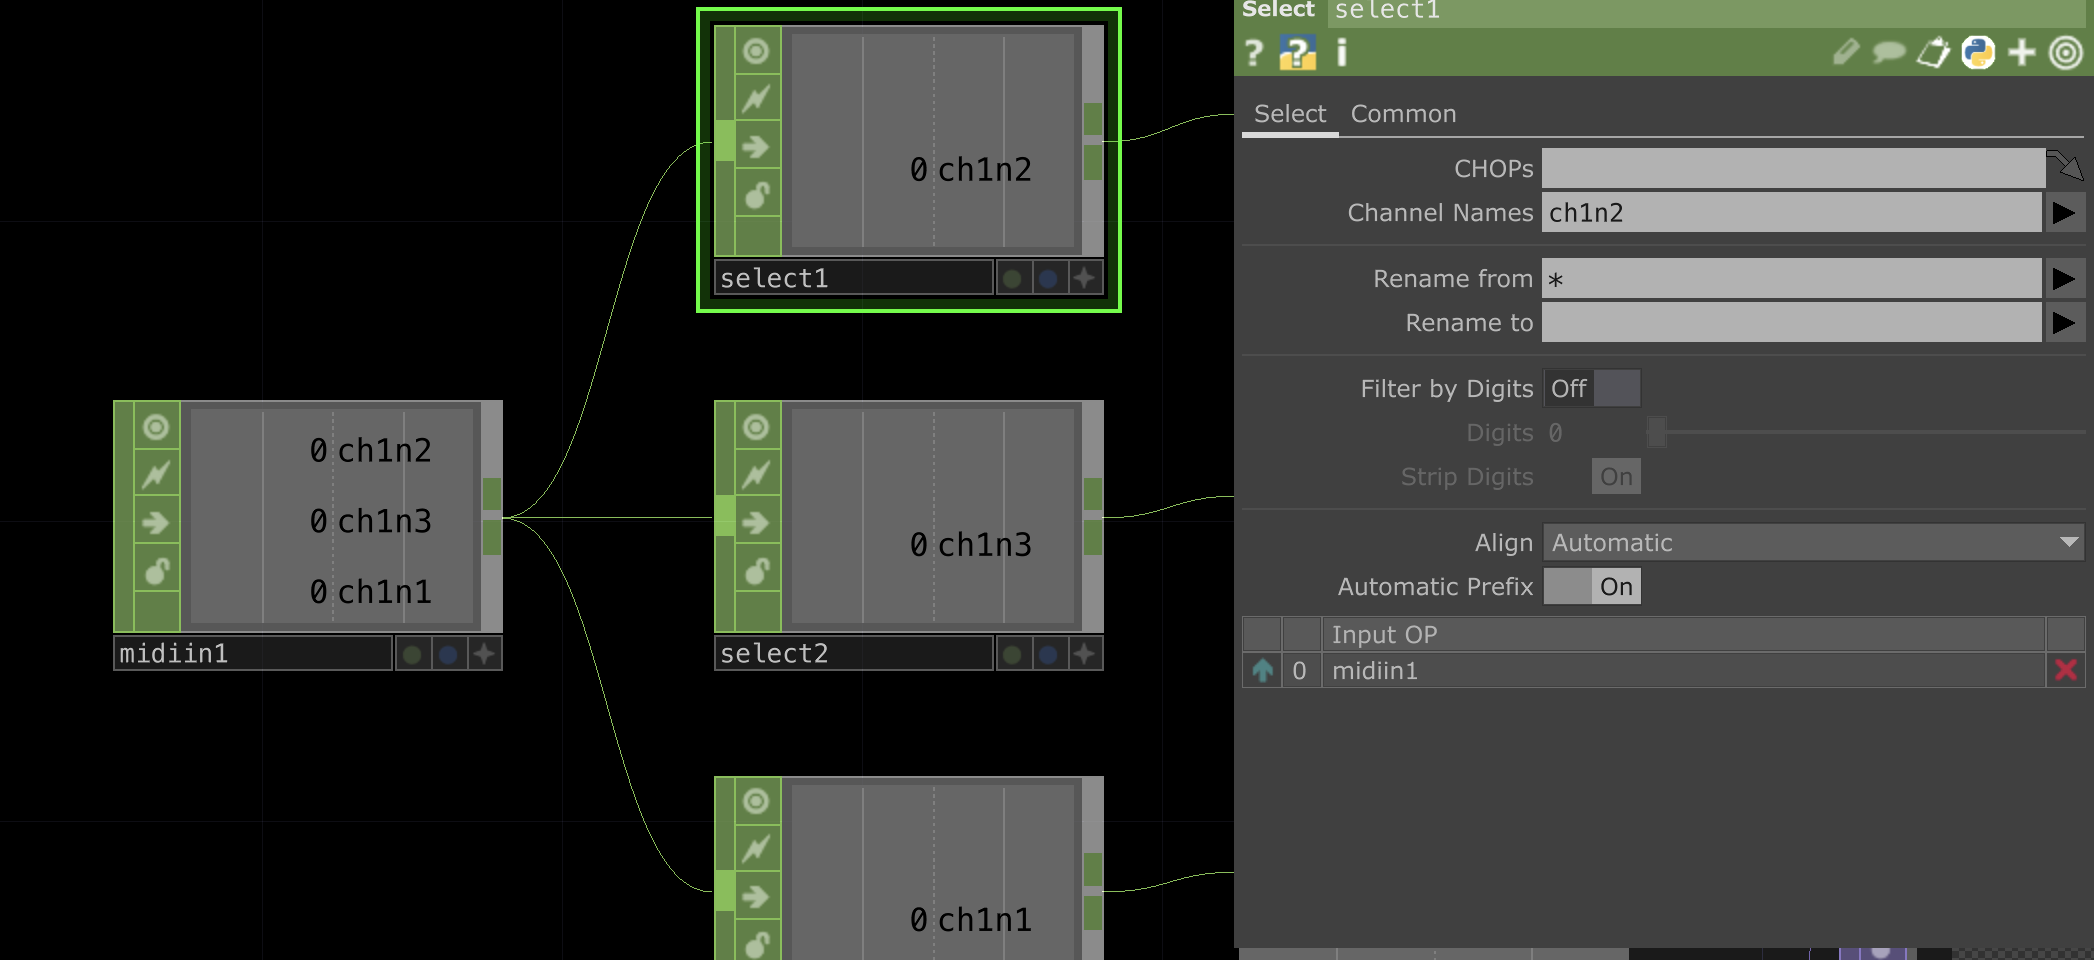 0 ch1n2
select1
0 ch1n2
0 ch1n3
0 ch1n1
midiin1
0 ch1n3
select2
0 ch1n1
Select select1
? ? i
Select Common
CHOPs
Channel Names ch1n2
Rename from *
Rename to
Filter by Digits Off
Digits 0
Strip Digits On
Align Automatic
Automatic Prefix On
Input OP
0 midiin1